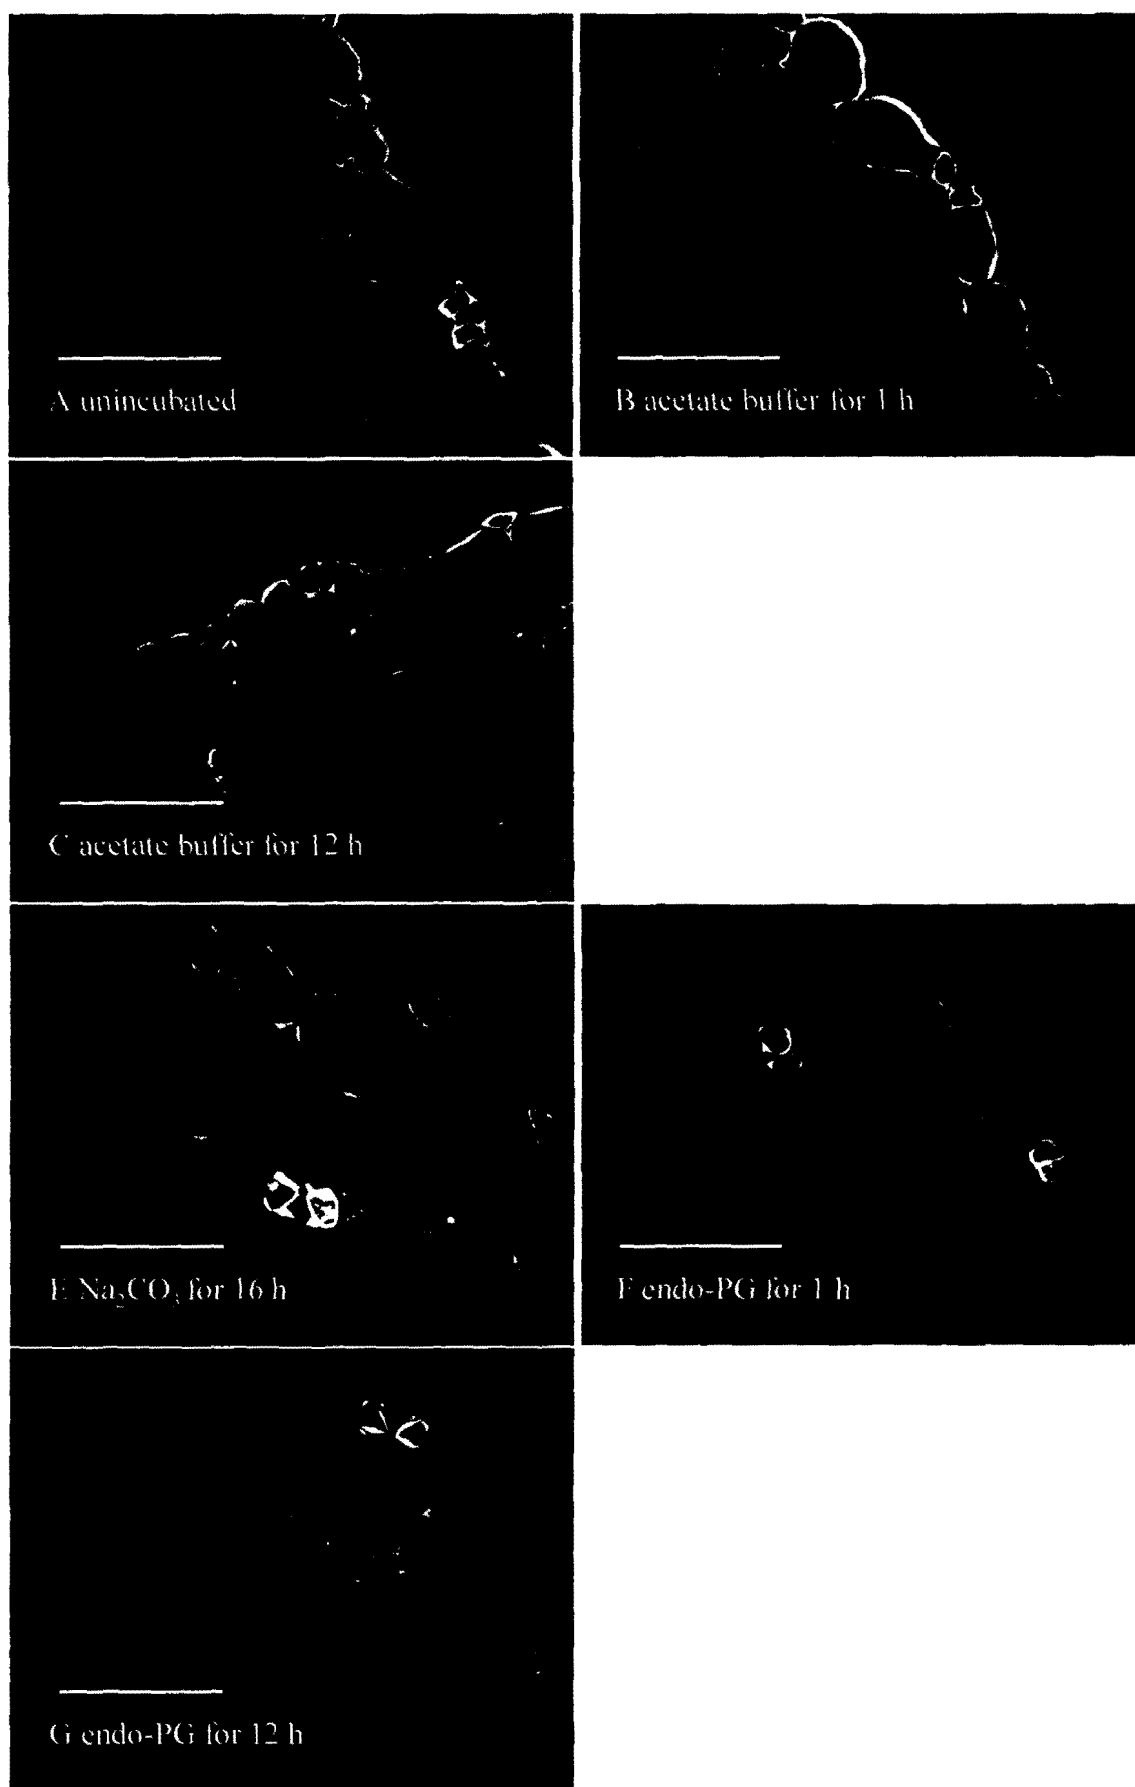 A unincubated
B acetate buffer for 1 h
C acetate buffer for 12 h
E Na₂CO₃ for 16 h
F endo-PG for 1 h
G endo-PG for 12 h